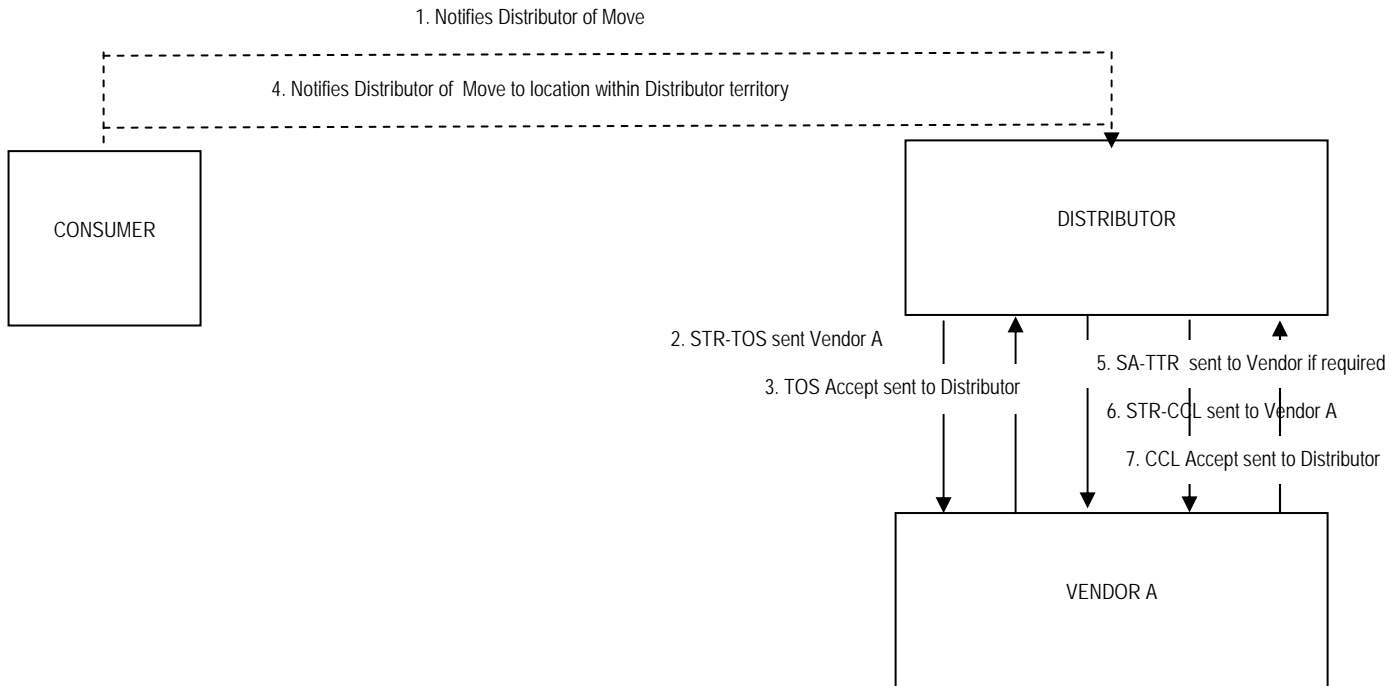 1. Notifies Distributor of Move
4. Notifies Distributor of Move to location within Distributor territory
CONSUMER
DISTRIBUTOR
2. STR-TOS sent Vendor A
3. TOS Accept sent to Distributor
5. SA-TTR sent to Vendor if required
6. STR-CCL sent to Vendor A
7. CCL Accept sent to Distributor
VENDOR A